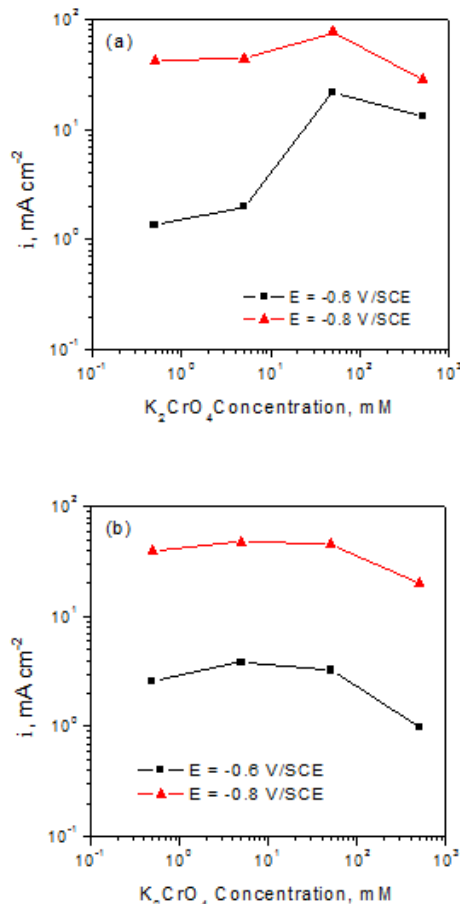 (a)
10²
10¹
10⁰
10⁻¹
i, mA cm⁻²
E = -0.6 V/SCE
E = -0.8 V/SCE
10⁻¹ 10⁰ 10¹ 10² 10³
K₂CrO₄Concentration, mM
(b)
10²
10¹
10⁰
10⁻¹
i, mA cm⁻²
E = -0.6 V/SCE
E = -0.8 V/SCE
10⁻¹ 10⁰ 10¹ 10² 10³
K₂CrO₄ Concentration, mM